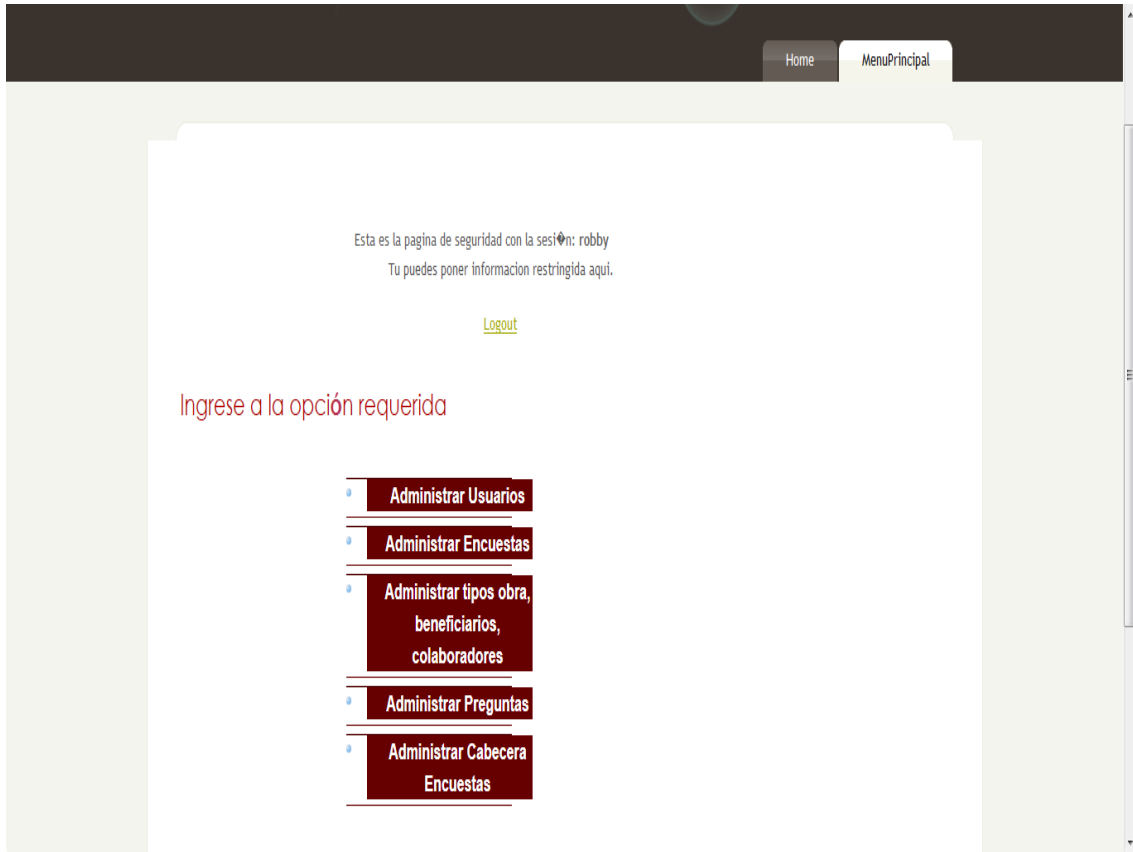 Home
MenuPrincipal
Esta es la pagina de seguridad con la sesi�n: robby
Tu puedes poner informacion restringida aqui.
Logout
Ingrese a la opción requerida
Administrar Usuarios
Administrar Encuestas
Administrar tipos obra,
beneficiarios,
colaboradores
Administrar Preguntas
Administrar Cabecera
Encuestas